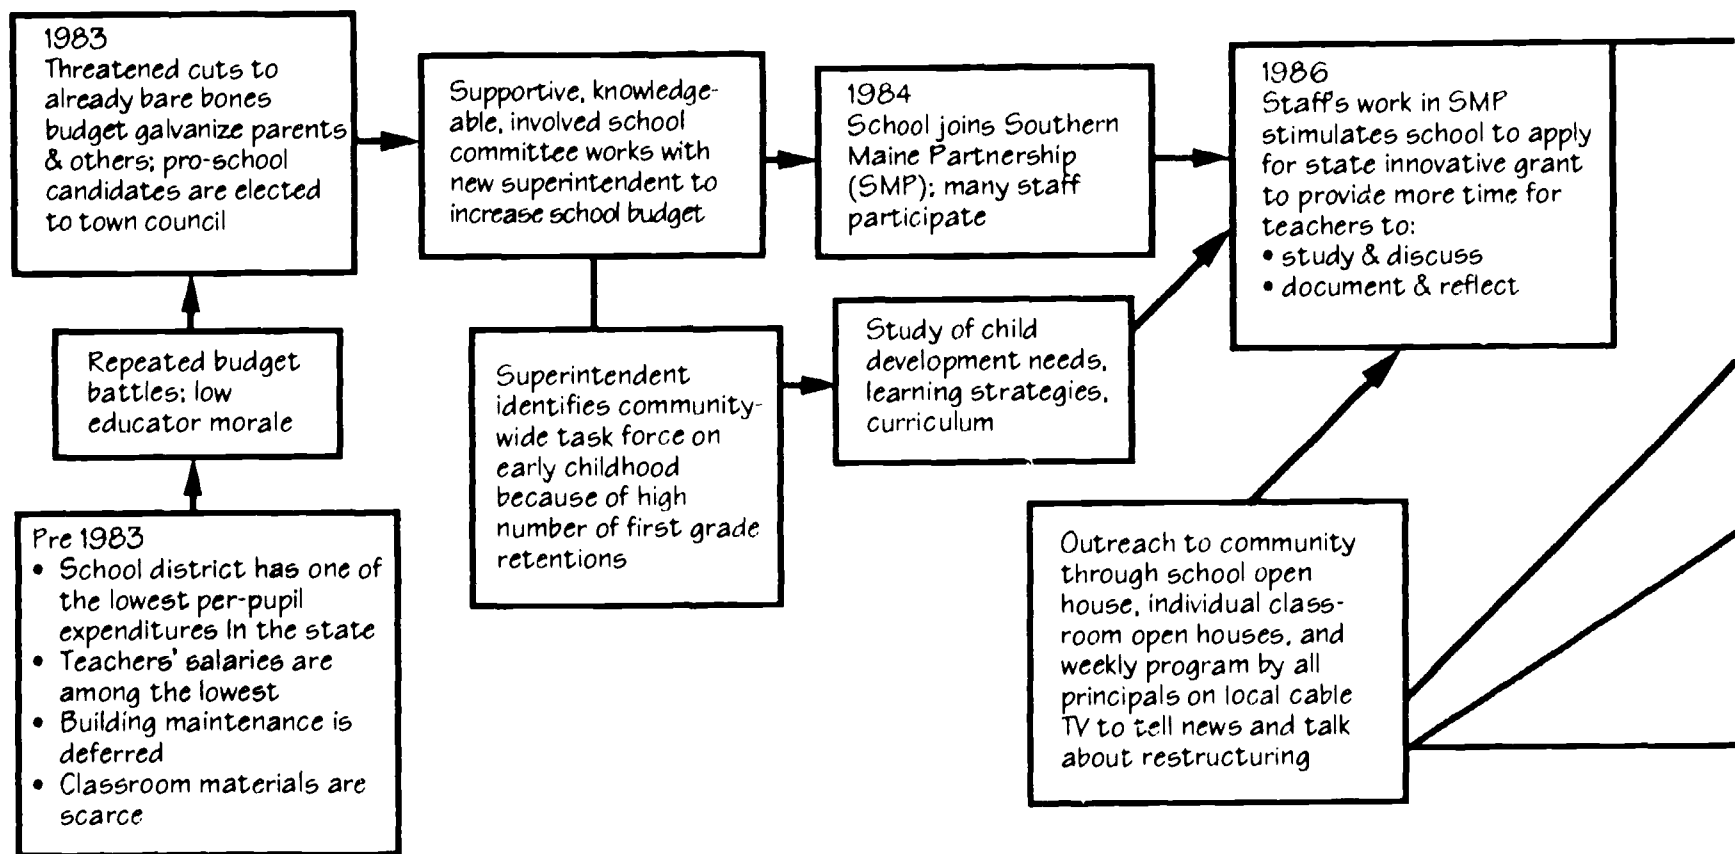 1983
Threatened cuts to
already bare bones
budget galvanize parents
& others; pro-school
candidates are elected
to town council
Supportive, knowledge-
able, involved school
committee works with
new superintendent to
increase school budget
1984
School joins Southern
Maine Partnership
(SMP); many staff
participate
1986
Staff's work in SMP
stimulates school to apply
for state innovative grant
to provide more time for
teachers to:
• study & discuss
• document & reflect
Repeated budget
battles; low
educator morale
Superintendent
identifies community-
wide task force on
early childhood
because of high
number of first grade
retentions
Study of child
development needs,
learning strategies,
curriculum
Pre 1983
• School district has one of
the lowest per-pupil
expenditures In the state
• Teachers' salaries are
among the lowest
• Building maintenance is
deferred
• Classroom materials are
scarce
Outreach to community
through school open
house, individual class-
room open houses, and
weekly program by all
principals on local cable
TV to tell news and talk
about restructuring